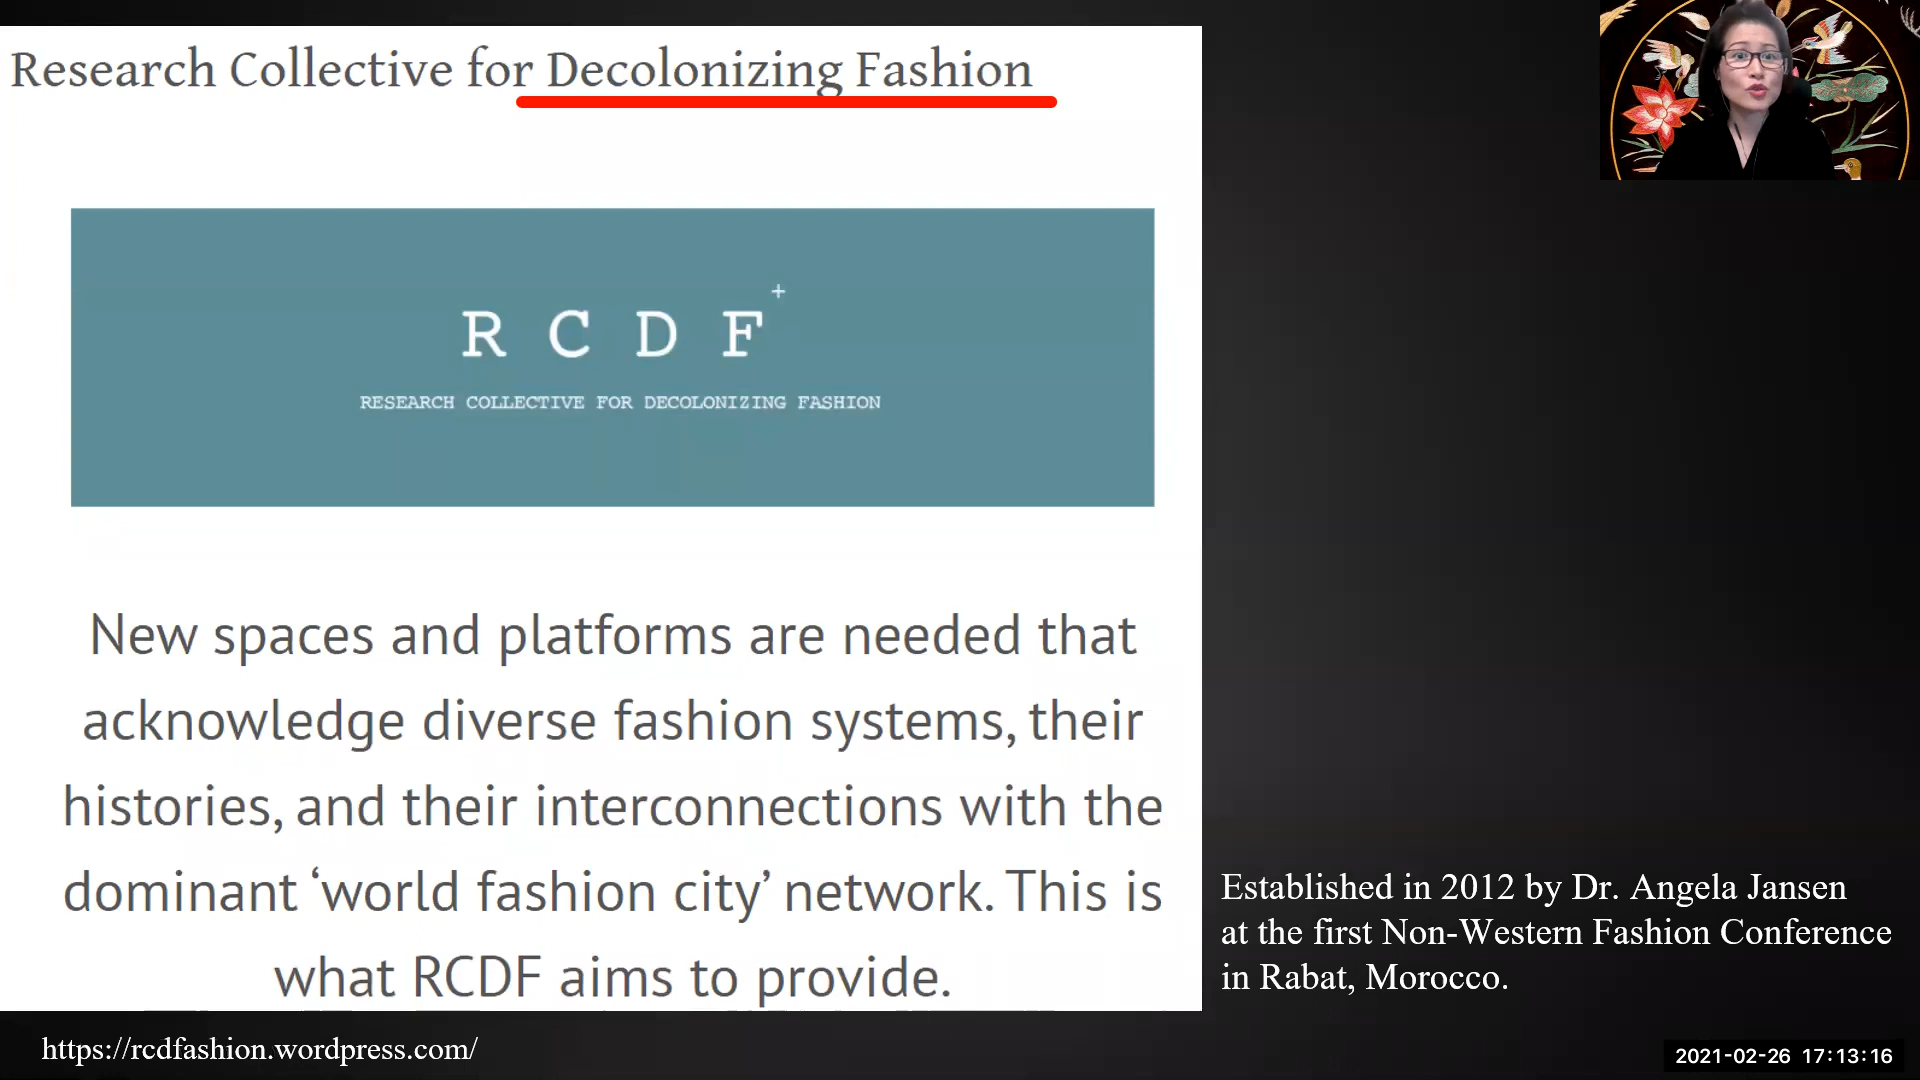 Research Collective for Decolonizing Fashion
R C D F+
RESEARCH COLLECTIVE FOR DECOLONIZING FASHION
New spaces and platforms are needed that
acknowledge diverse fashion systems, their
histories, and their interconnections with the
dominant ‘world fashion city’ network. This is
what RCDF aims to provide.
Established in 2012 by Dr. Angela Jansen
at the first Non-Western Fashion Conference
in Rabat, Morocco.
https://rcdfashion.wordpress.com/
2021-02-26 17:13:16